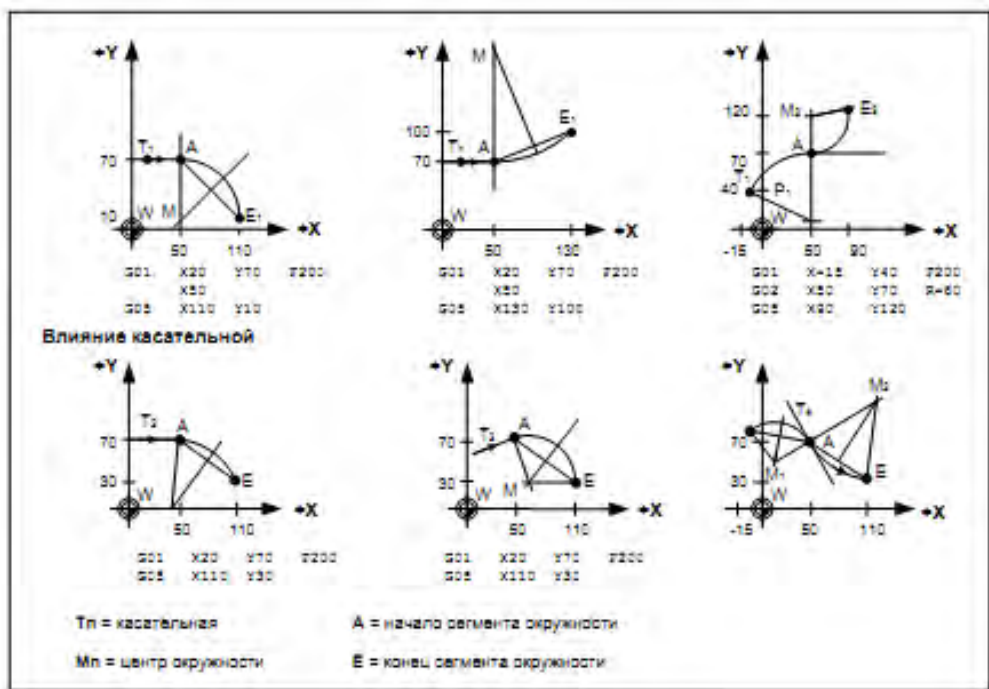 +Y +Y +Y
M
120 M₂ E₂
100 E₁
70 T₁ A
70 T₁ A
70 A
40 T₁ P₁
10 W M E₁ +X
W +X
W +X
50 110
50 130
-15 50 90
G01 X20 Y70 F200
X50
G05 X110 Y10
G01 X20 Y70 F200
X50
G05 X130 Y100
G01 X-15 Y40 F200
G02 X50 Y70
G05 X90 Y120
Влияние касательной
+Y +Y +Y
T₂ A
70
30 E
W +X
50 110
T₃ A
70
30 M E
W +X
50 110
M₂
T₄
70 A
30 M₁ E
W +X
-15 50 110
G01 X20 Y70 F200
G05 X110 Y30
G01 X20 Y70 F200
G05 X110 Y30
Tn = касательная A = начало сегмента окружности
Mn = центр окружности E = конец сегмента окружности